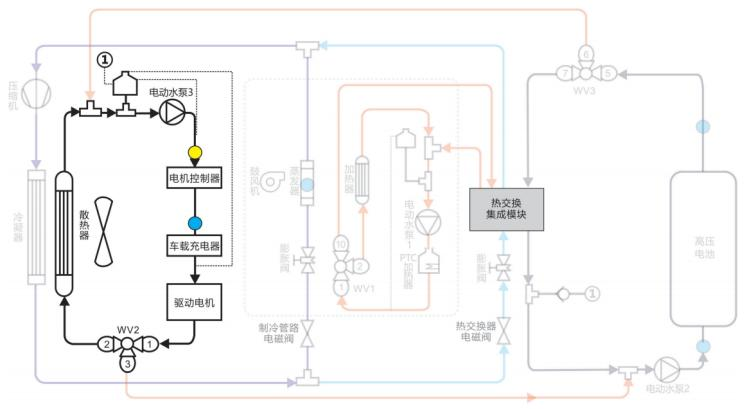 ①
6
7
5
WV3
压缩机
电动水泵3
电机控制器
车载充电器
驱动电机
散热器
冷凝器
WV2
2
1
3
鼓风机
蒸发器
加热器
膨胀阀
10
2
1
WV1
电动水泵1
PTC
加热器
制冷管路
电磁阀
热交换
集成模块
膨胀阀
热交换器
电磁阀
①
高压
电池
电动水泵2